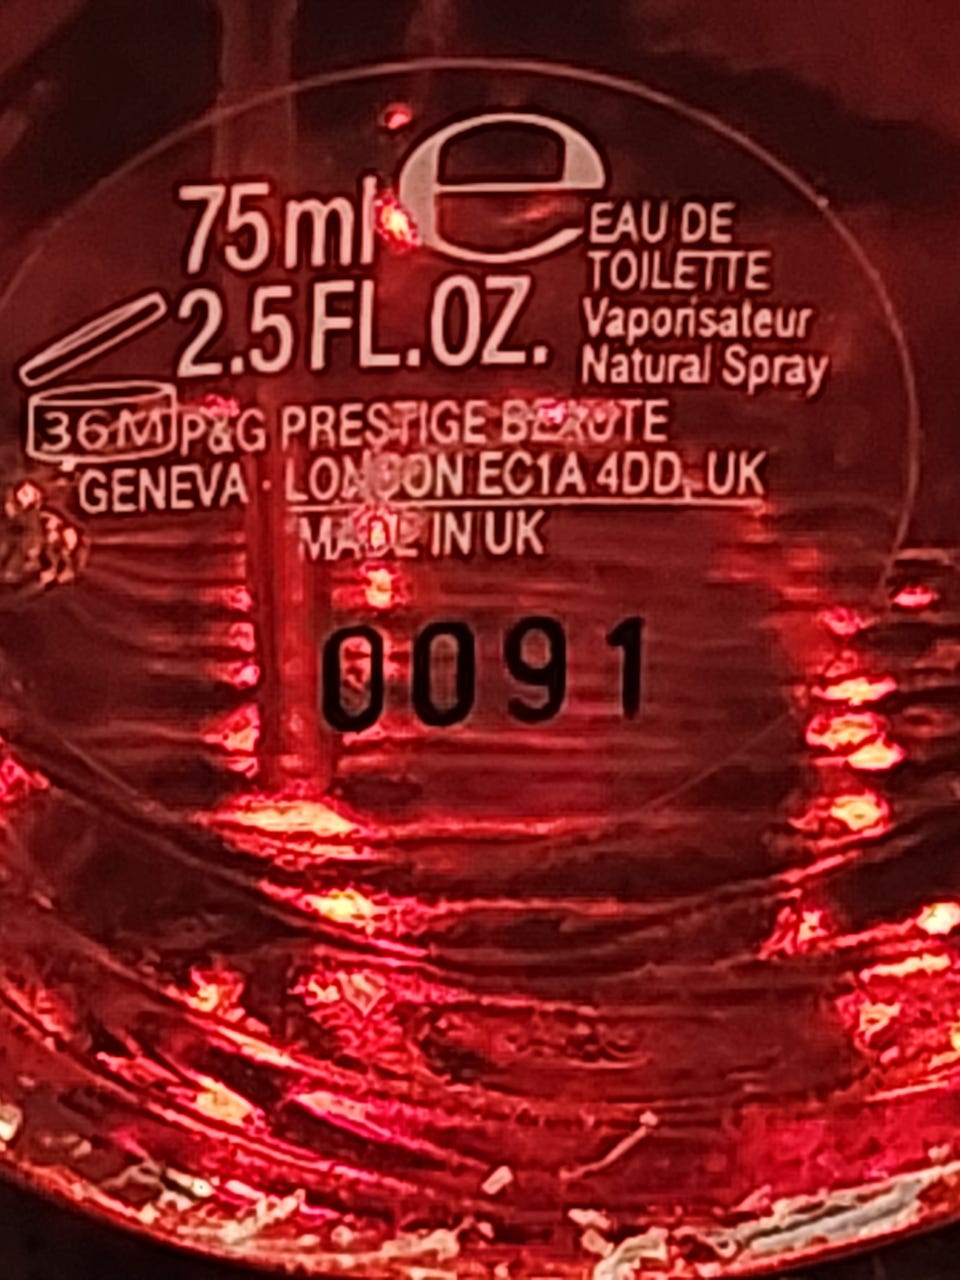 75ml e
2.5 FL.OZ.
EAU DE
TOILETTE
Vaporisateur
Natural Spray
36M
P&G PRESTIGE BEAUTE
GENEVA · LONDON EC1A 4DD, UK
MADE IN UK
0091